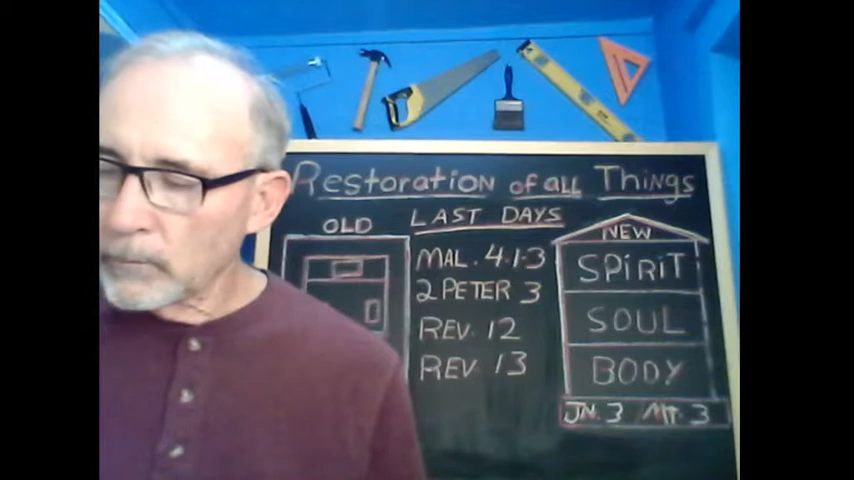 Restoration of all Things
OLD
LAST DAYS
MAL. 4:1-3
2 PETER 3
REV. 12
REV 13
NEW
SPIRIT
SOUL
BODY
JN. 3 MT. 3